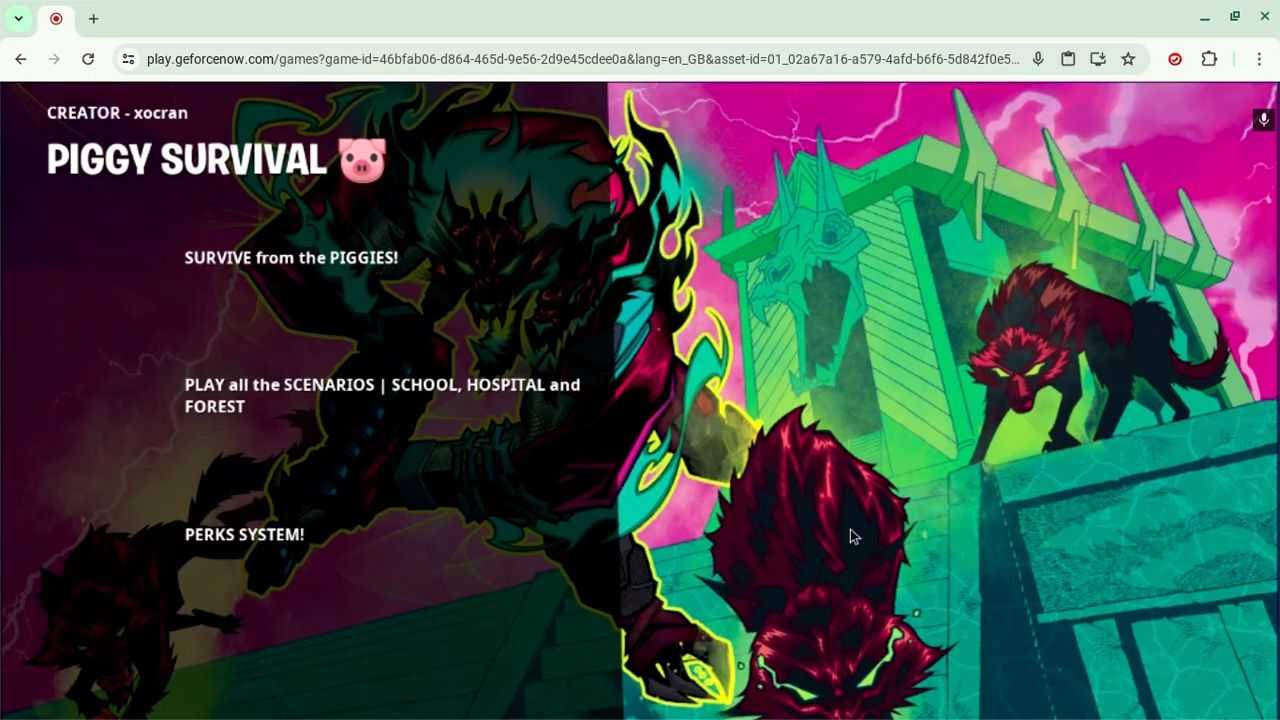 play.geforcenow.com/games?game-id=46bfab06-d864-465d-9e56-2d9e45cdee0a&lang=en_GB&asset-id=01_02a67a16-a579-4afd-b6f6-5d842f0e5...
CREATOR - xocran
PIGGY SURVIVAL 🐷
SURVIVE from the PIGGIES!
PLAY all the SCENARIOS | SCHOOL, HOSPITAL and
FOREST
PERKS SYSTEM!